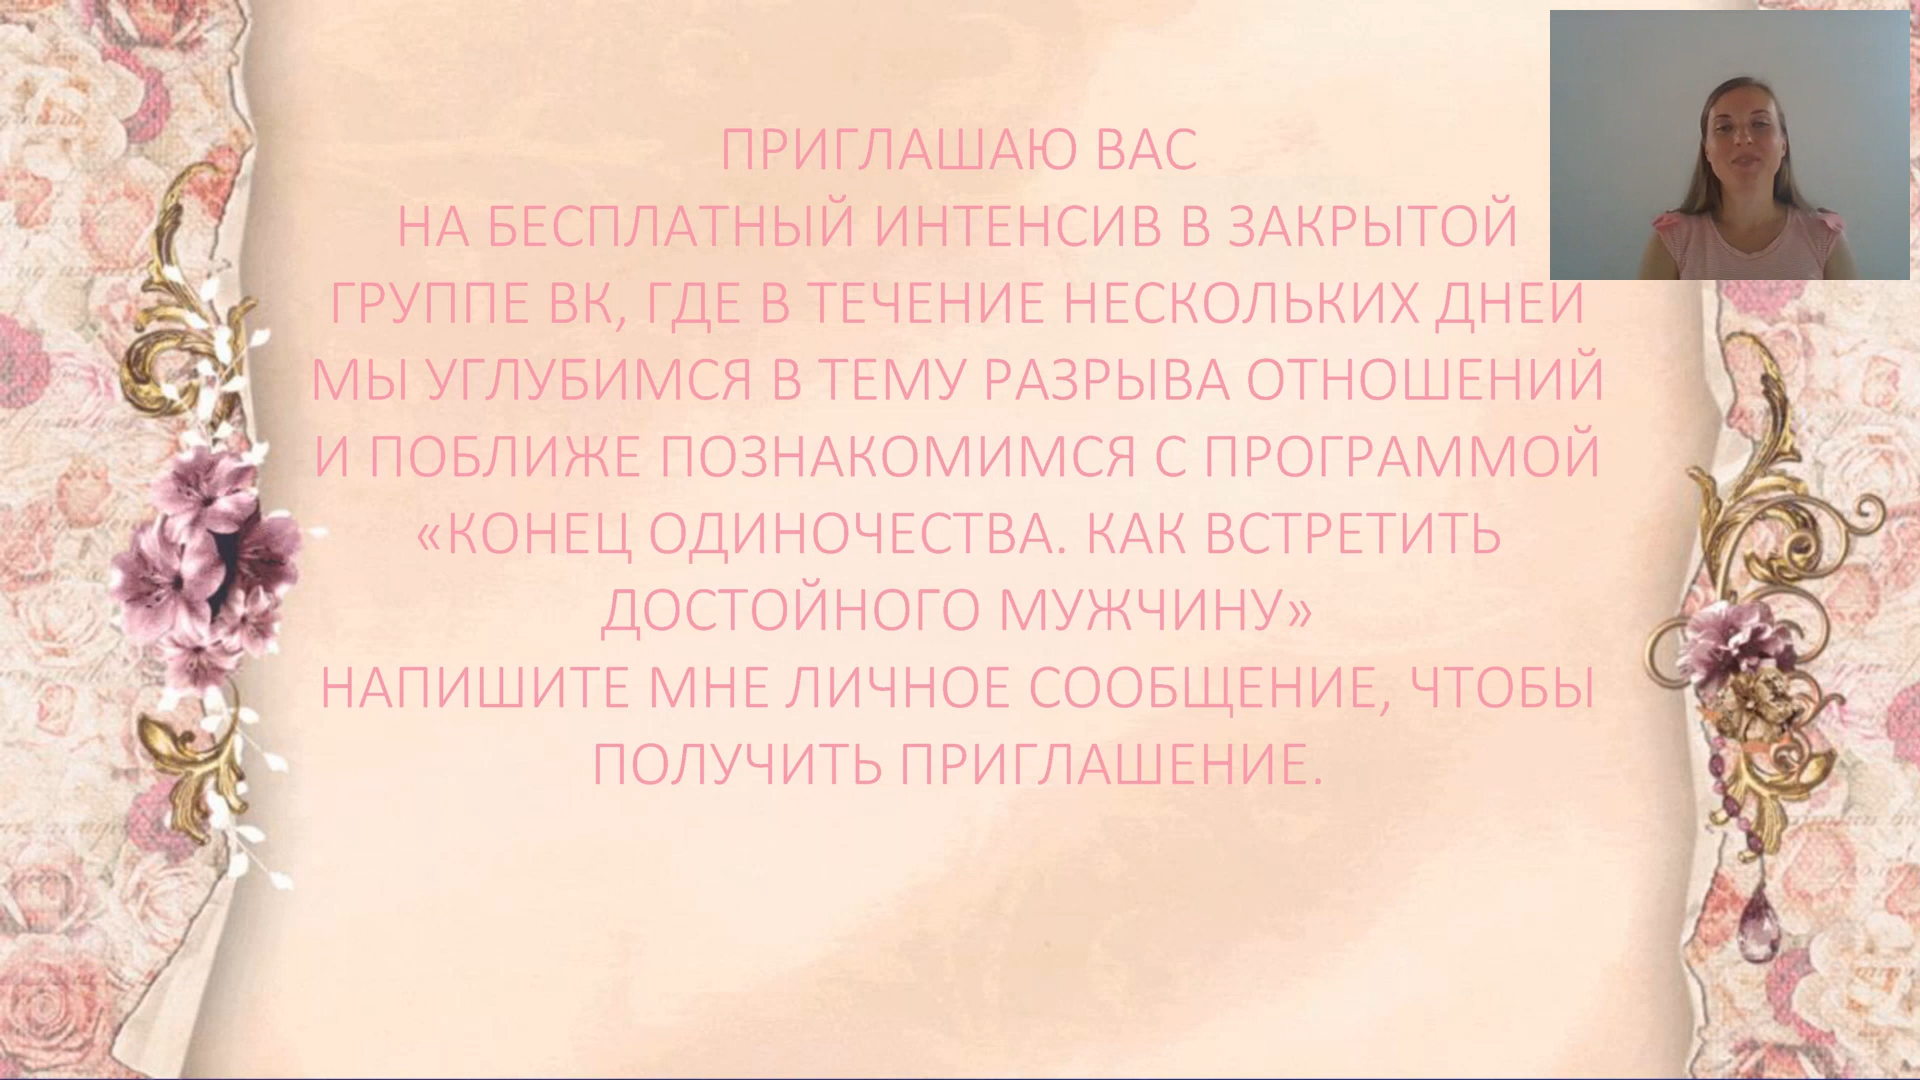 ПРИГЛАШАЮ ВАС
НА БЕСПЛАТНЫЙ ИНТЕНСИВ В ЗАКРЫТОЙ
ГРУППЕ ВК, ГДЕ В ТЕЧЕНИЕ НЕСКОЛЬКИХ ДНЕЙ
МЫ УГЛУБИМСЯ В ТЕМУ РАЗРЫВА ОТНОШЕНИЙ
И ПОБЛИЖЕ ПОЗНАКОМИМСЯ С ПРОГРАММОЙ
«КОНЕЦ ОДИНОЧЕСТВА. КАК ВСТРЕТИТЬ
ДОСТОЙНОГО МУЖЧИНУ»
НАПИШИТЕ МНЕ ЛИЧНОЕ СООБЩЕНИЕ, ЧТОБЫ
ПОЛУЧИТЬ ПРИГЛАШЕНИЕ.